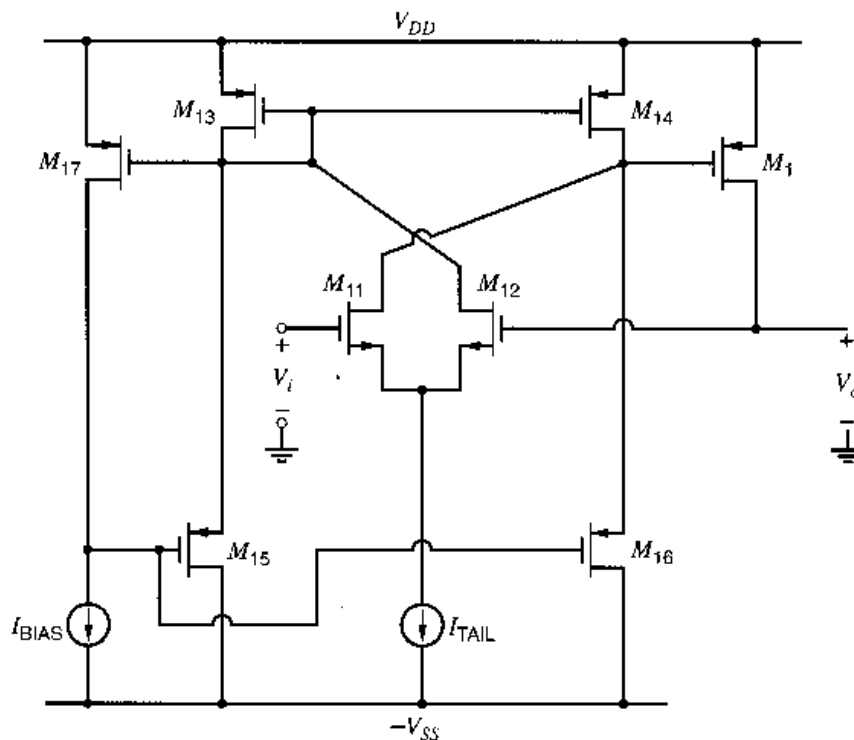 V_DD
M_13
M_14
M_17
M_1
M_11
M_12
+
V_i
−
+
V_o
−
M_15
M_16
I_BIAS
I_TAIL
−V_SS